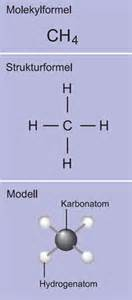 Molekylformel
CH4
Strukturformel
H
H — C — H
H
Modell
Karbonatom
Hydrogenatom